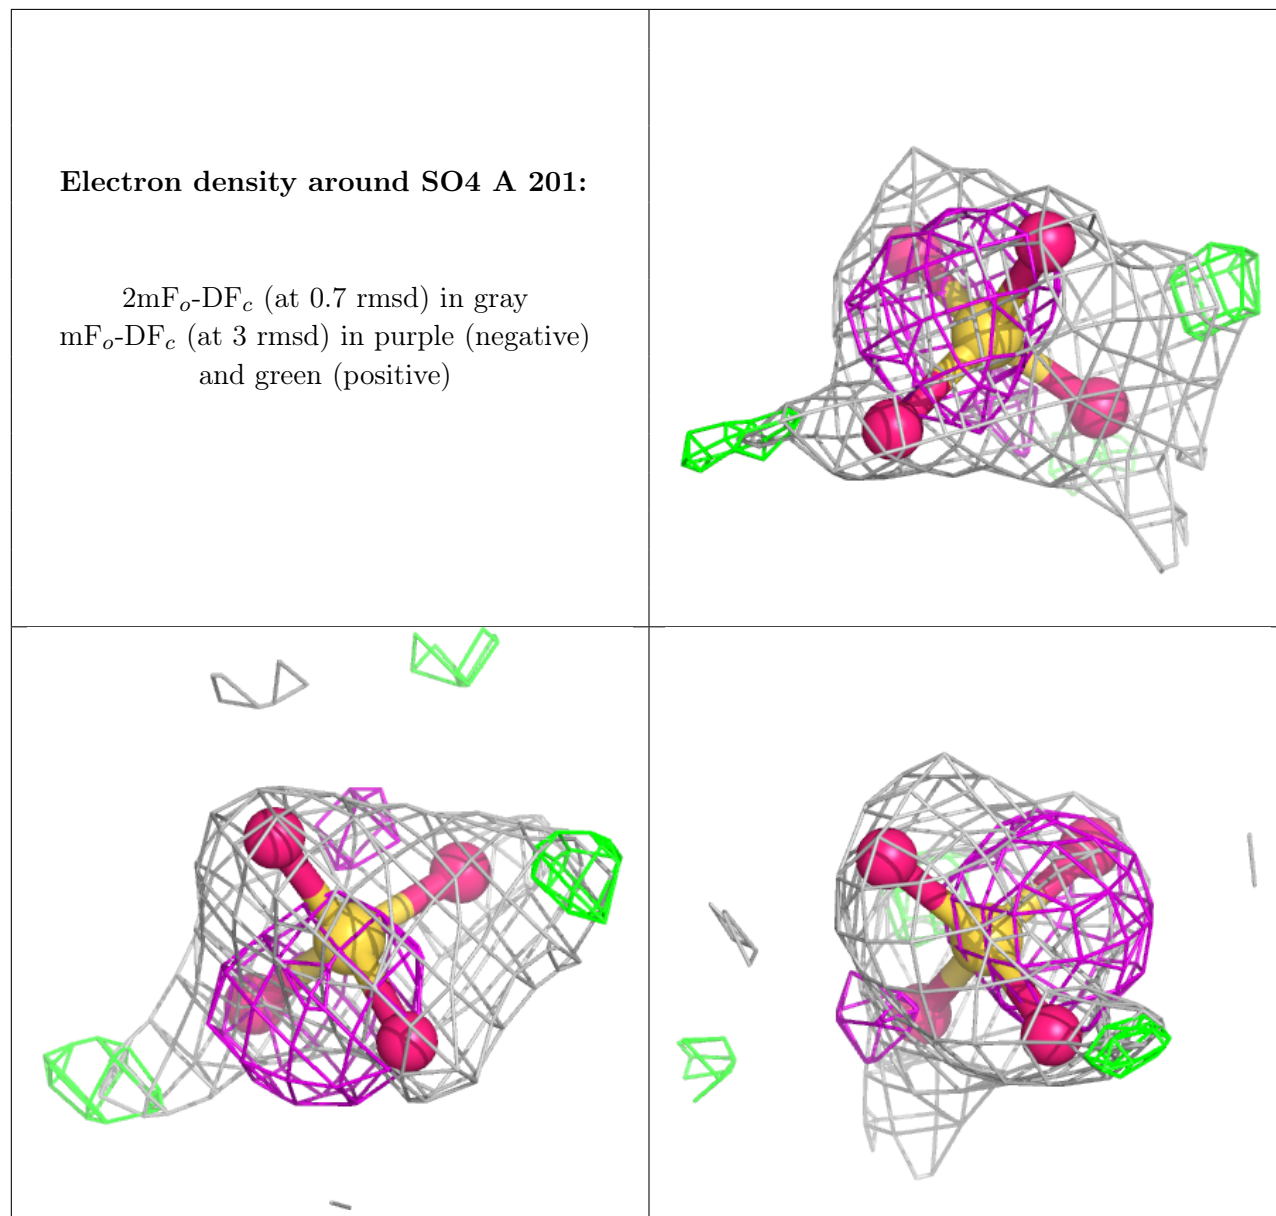 Electron density around SO4 A 201:
2mFo-DFc (at 0.7 rmsd) in gray
mFo-DFc (at 3 rmsd) in purple (negative)
and green (positive)